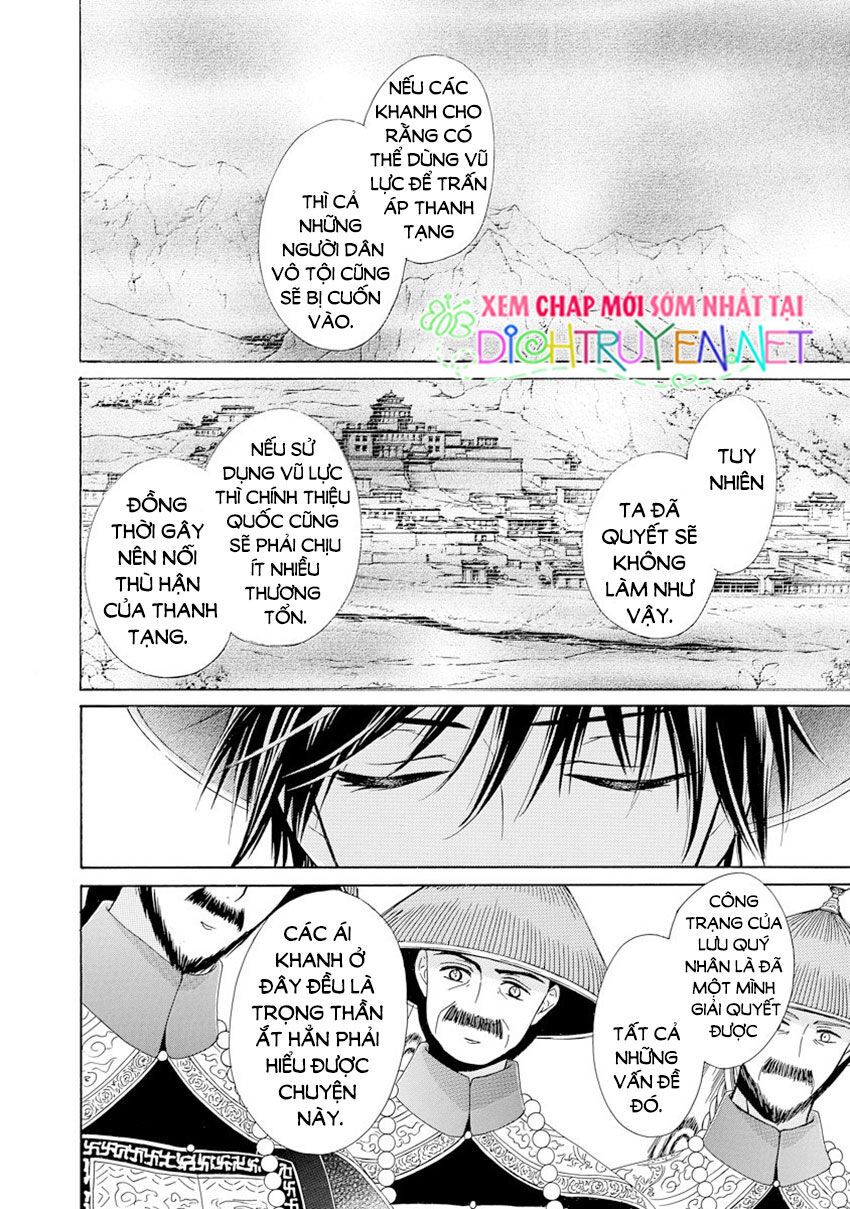 NẾU CÁC
KHANH CHO
RẰNG CÓ
THỂ DÙNG VŨ
LỰC ĐỂ TRẤN
ÁP THANH
TẠNG
THÌ CẢ
NHỮNG
NGƯỜI DÂN
VÔ TỘI CŨNG
SẼ BỊ CUỐN
VÀO.
XEM CHAP MỚI SỚM NHẤT TẠI
DICHTRUYEN.NET
TUY
NHIÊN
TA ĐÃ
QUYẾT SẼ
KHÔNG
LÀM NHƯ
VẬY.
NẾU SỬ
DỤNG VŨ LỰC
THÌ CHÍNH THIỆU
QUỐC CŨNG
SẼ PHẢI CHỊU
ÍT NHIỀU
THƯƠNG
TỔN.
ĐỒNG
THỜI GÂY
NÊN NỐI
THÙ HẬN
CỦA THANH
TẠNG.
CÔNG
TRẠNG CỦA
LƯU QUÝ
NHÂN LÀ ĐÃ
MỘT MÌNH
GIẢI QUYẾT
ĐƯỢC
TẤT CẢ
NHỮNG
VẤN ĐỀ
ĐÓ.
CÁC ÁI
KHANH Ở
ĐÂY ĐỀU LÀ
TRỌNG THẦN
ẮT HẲN PHẢI
HIỂU ĐƯỢC
CHUYỆN
NÀY.